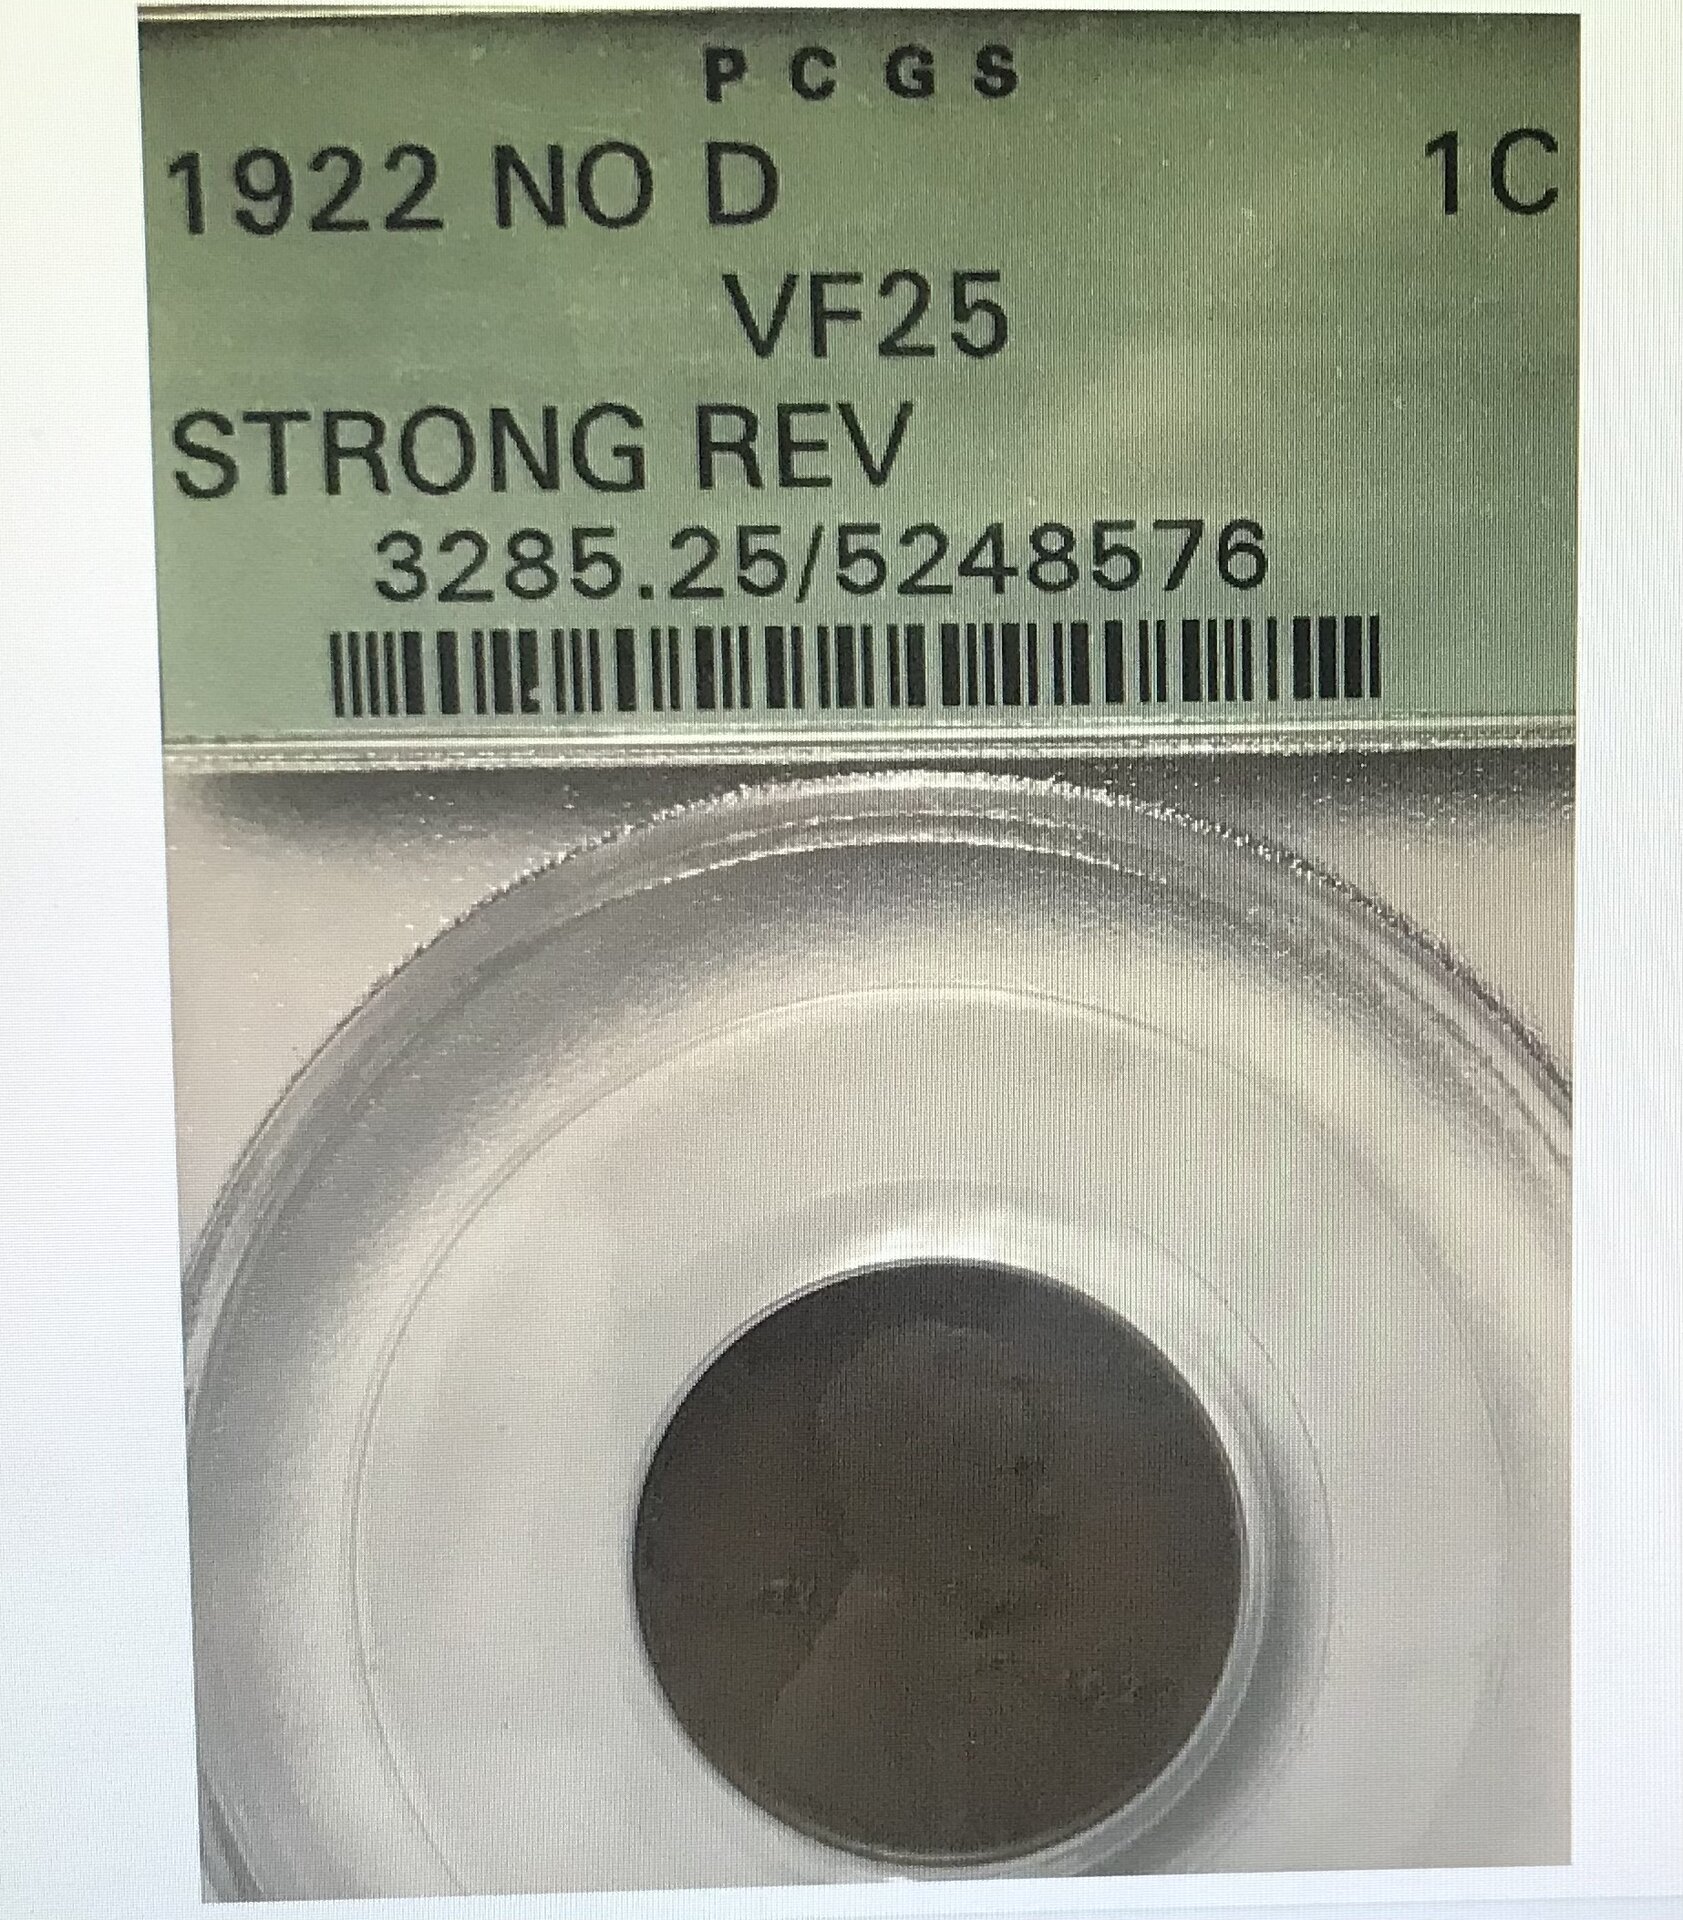 PCGS
1922 NO D 1C
VF25
STRONG REV
3285.25/5248576